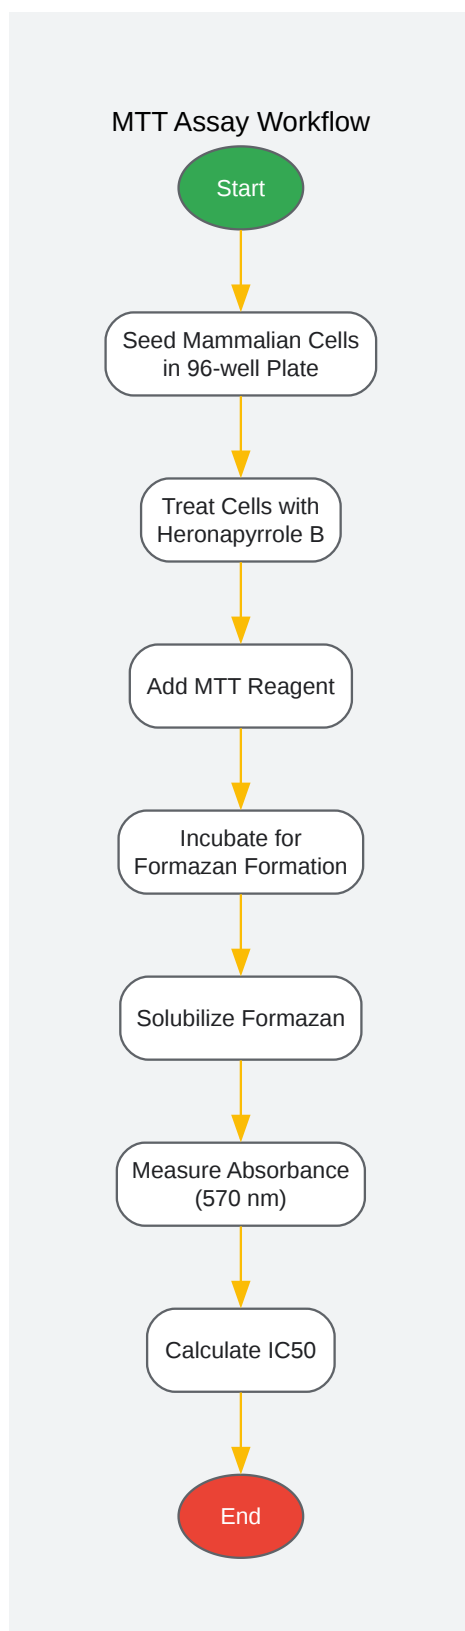 MTT Assay Workflow
Start
Seed Mammalian Cells
in 96-well Plate
Treat Cells with
Heronapyrrole B
Add MTT Reagent
Incubate for
Formazan Formation
Solubilize Formazan
Measure Absorbance
(570 nm)
Calculate IC50
End